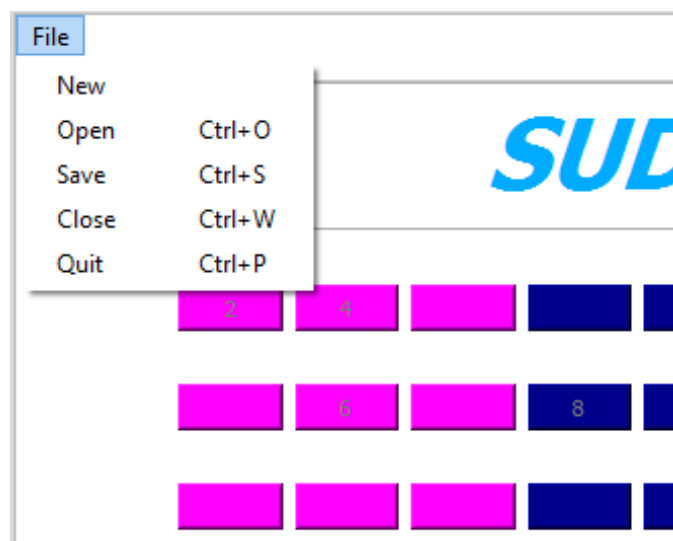 File
New
Open Ctrl+O
Save Ctrl+S
Close Ctrl+W
Quit Ctrl+P
SUD
2 4
6 8